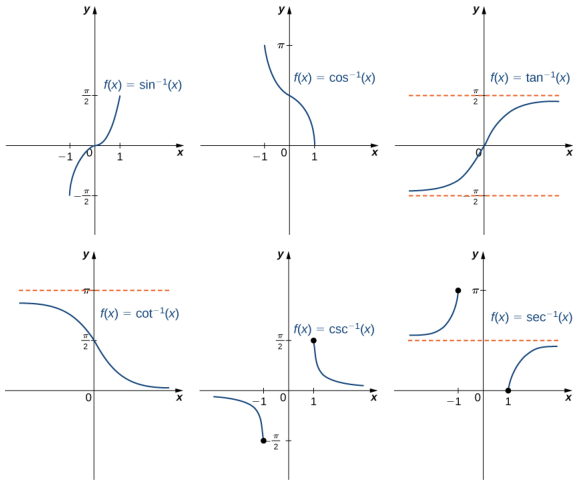 y
f(x) = sin⁻¹(x)
π/2
−1
0
1
x
−π/2
y
π
f(x) = cos⁻¹(x)
−1
0
1
x
y
f(x) = tan⁻¹(x)
π/2
0
x
−π/2
y
π
f(x) = cot⁻¹(x)
π/2
0
x
y
f(x) = csc⁻¹(x)
π/2
−1
0
1
x
−π/2
y
π
f(x) = sec⁻¹(x)
π/2
−1
0
1
x